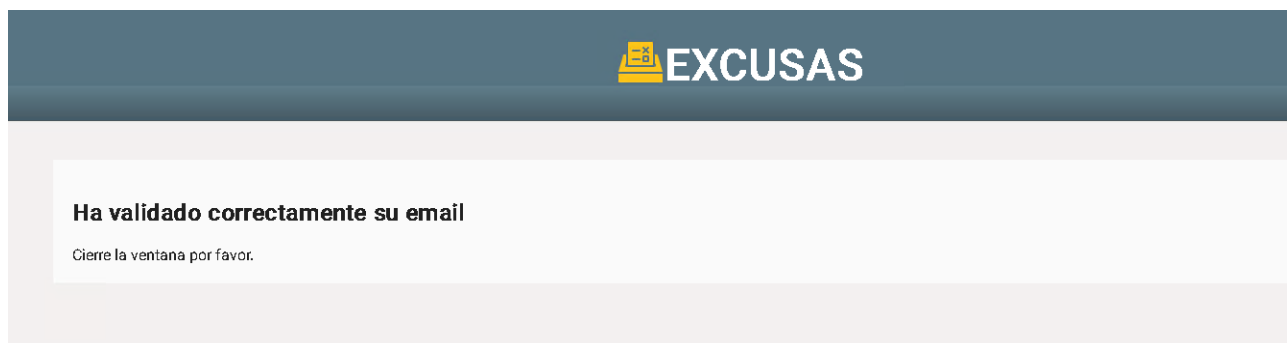 EXCUSAS
Ha validado correctamente su email
Cierre la ventana por favor.